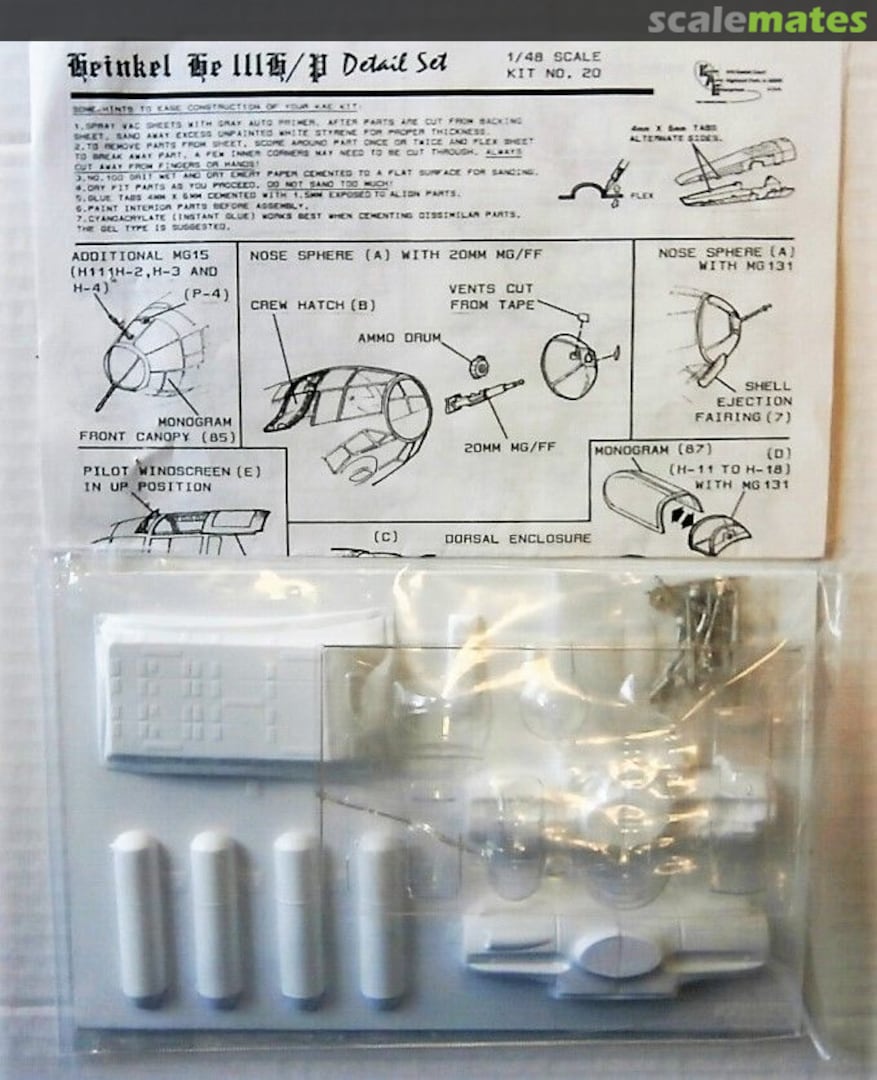 scalemates
Heinkel He 111H/P Detail Set
1/48 SCALE
KIT NO. 20
SOME HINTS TO EASE CONSTRUCTION OF YOUR VAC KIT:
1.SPRAY VAC SHEETS WITH GRAY AUTO PRIMER. AFTER PARTS ARE CUT FROM BACKING
SHEET, SAND AWAY EXCESS UNPAINTED WHITE STYRENE FOR PROPER THICKNESS.
2.TO REMOVE PARTS FROM SHEET, SCORE AROUND PART ONCE OR TWICE AND FLEX SHEET
TO BREAK AWAY PART. A FEW INNER CORNERS MAY NEED TO BE CUT THROUGH. ALWAYS
CUT AWAY FROM FINGERS OR HANDS!
3.NO.100 GRIT WET AND DRY EMERY PAPER CEMENTED TO A FLAT SURFACE FOR SANDING.
4.DRY FIT PARTS AS YOU PROCEED. DO NOT SAND TOO MUCH!
5.GLUE TABS 4MM X 6MM CEMENTED WITH 1.5MM EXPOSED TO ALIGN PARTS.
6.PAINT INTERIOR PARTS BEFORE ASSEMBLY.
7.CYANOACRYLATE (INSTANT GLUE) WORKS BEST WHEN CEMENTING DISSIMILAR PARTS.
THE GEL TYPE IS SUGGESTED.
4mm X 6mm TABS
ALTERNATE SIDES.
FLEX
ADDITIONAL MG15
(H111H-2,H-3 AND
H-4)
(P-4)
MONOGRAM
FRONT CANOPY (85)
NOSE SPHERE (A) WITH 20MM MG/FF
CREW HATCH (B)
VENTS CUT
FROM TAPE
AMMO DRUM
20MM MG/FF
NOSE SPHERE (A)
WITH MG131
SHELL
EJECTION
FAIRING (7)
PILOT WINDSCREEN (E)
IN UP POSITION
(C) DORSAL ENCLOSURE
MONOGRAM (87)
(D)
(H-11 TO H-18)
WITH MG131